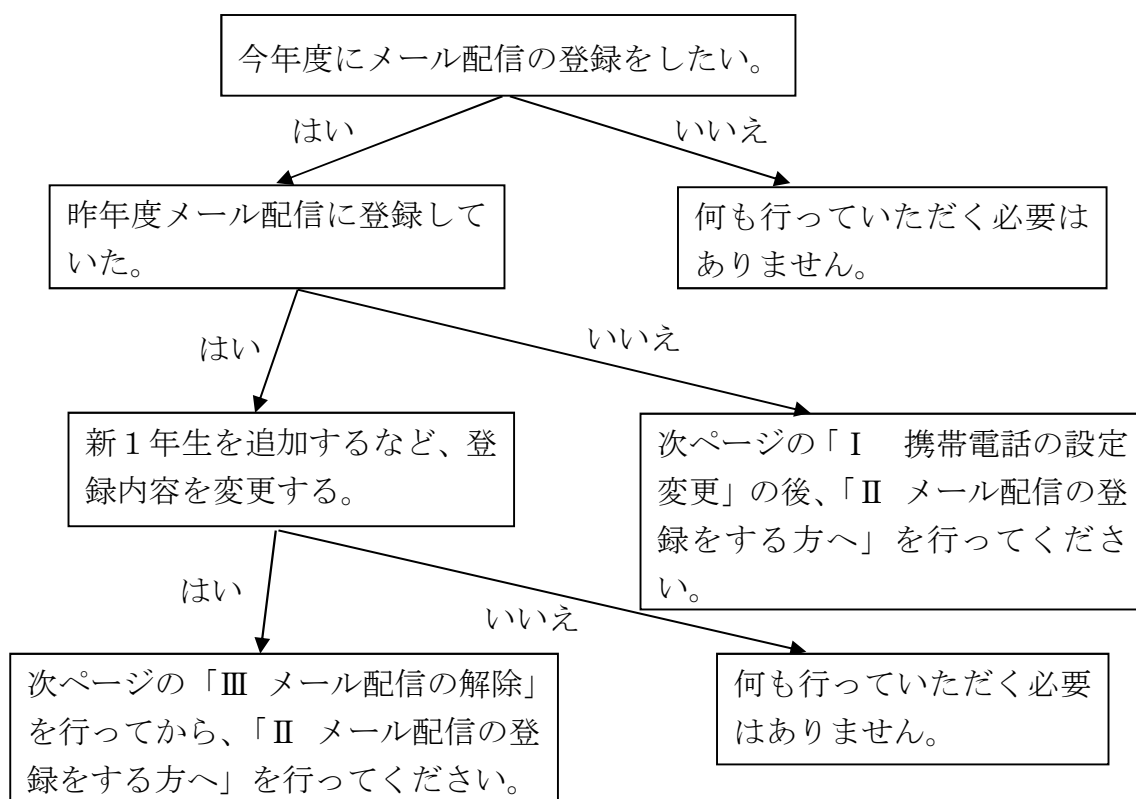 今年度にメール配信の登録をしたい。
はい
いいえ
昨年度メール配信に登録して
いた。
何も行っていただく必要は
ありません。
はい
いいえ
新１年生を追加するなど、登
録内容を変更する。
次ページの「Ⅰ　携帯電話の設定
変更」の後、「Ⅱ メール配信の登
録をする方へ」を行ってくださ
い。
はい
いいえ
次ページの「Ⅲ メール配信の解除」
を行ってから、「Ⅱ メール配信の登
録をする方へ」を行ってください。
何も行っていただく必要
はありません。